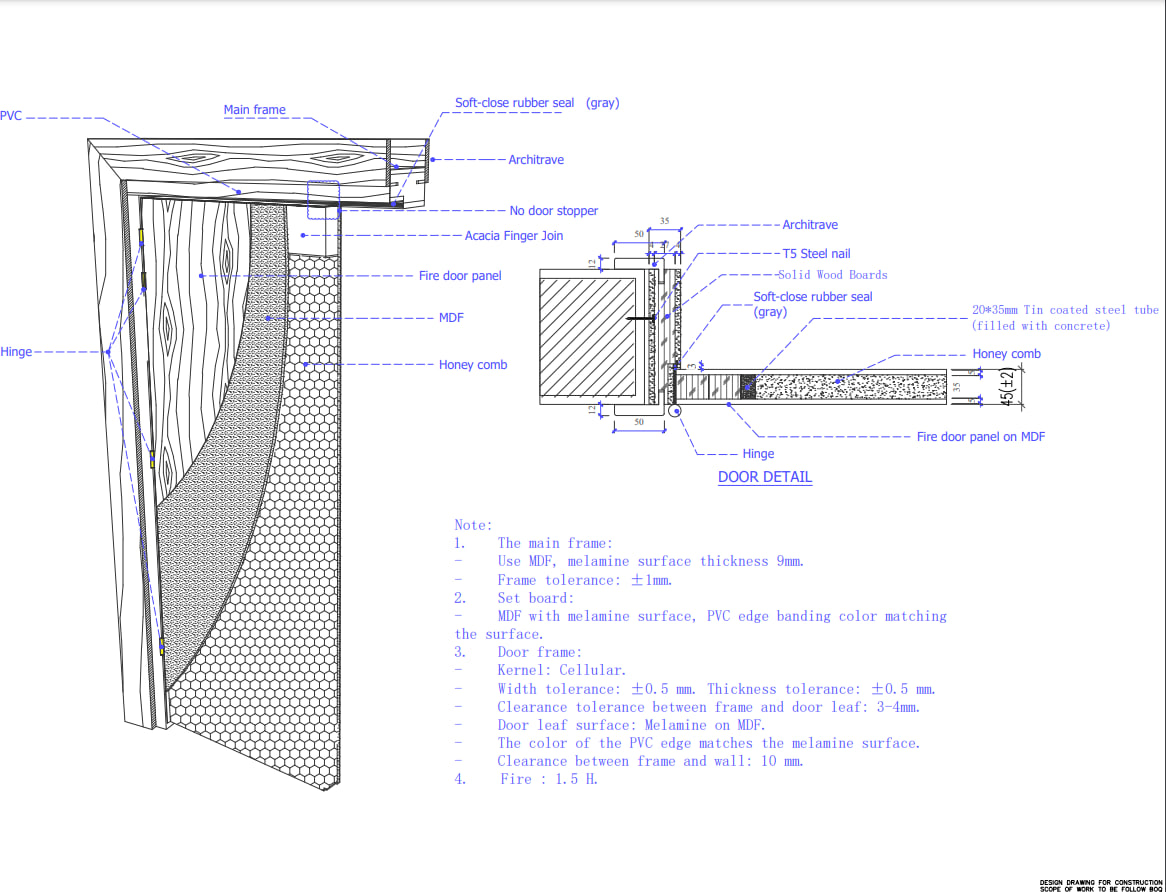 PVC
Main frame
Soft-close rubber seal (gray)
Architrave
No door stopper
Acacia Finger Join
Fire door panel
MDF
Hinge
Honey comb
35
50
12
Architrave
T5 Steel nail
Solid Wood Boards
Soft-close rubber seal
(gray)
20*35mm Tin coated steel tube
(filled with concrete)
Honey comb
3
5
35
5
45(±2)
12
50
Fire door panel on MDF
Hinge
DOOR DETAIL
Note:
1. The main frame:
- Use MDF, melamine surface thickness 9mm.
- Frame tolerance: ±1mm.
2. Set board:
- MDF with melamine surface, PVC edge banding color matching
the surface.
3. Door frame:
- Kernel: Cellular.
- Width tolerance: ±0.5 mm. Thickness tolerance: ±0.5 mm.
- Clearance tolerance between frame and door leaf: 3-4mm.
- Door leaf surface: Melamine on MDF.
- The color of the PVC edge matches the melamine surface.
- Clearance between frame and wall: 10 mm.
4. Fire : 1.5 H.
DESIGN DRAWING FOR CONSTRUCTION
SCOPE OF WORK TO BE FOLLOW BOQ